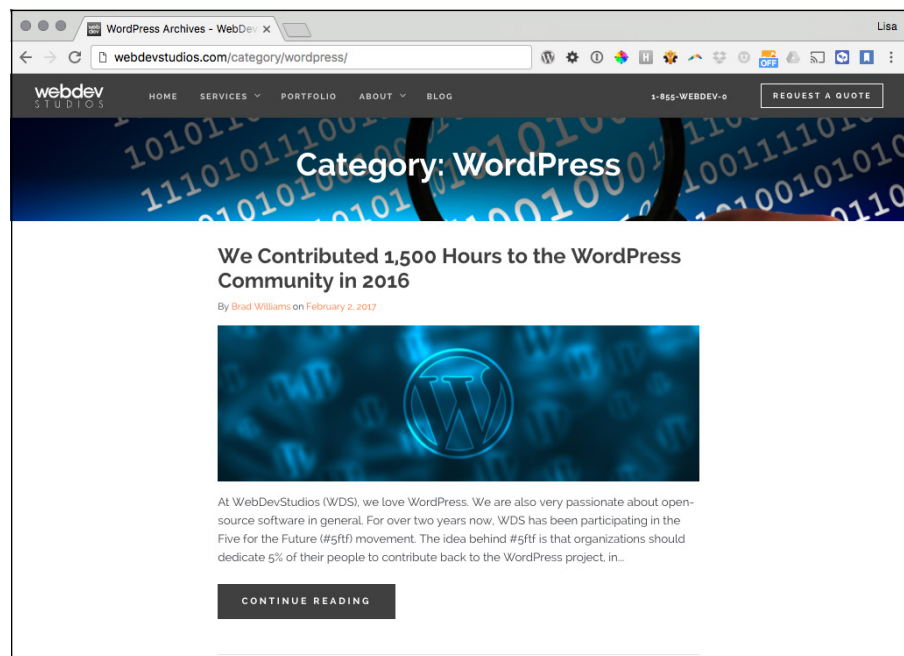 WordPress Archives - WebDev
Lisa
webdevstudios.com/category/wordpress/
OFF
webdev
STUDIOS
HOME
SERVICES
PORTFOLIO
ABOUT
BLOG
1-855-WEBDEV-0
REQUEST A QUOTE
Category: WordPress
We Contributed 1,500 Hours to the WordPress
Community in 2016
By Brad Williams on February 2, 2017
At WebDevStudios (WDS), we love WordPress. We are also very passionate about open-
source software in general. For over two years now, WDS has been participating in the
Five for the Future (#5ftf) movement. The idea behind #5ftf is that organizations should
dedicate 5% of their people to contribute back to the WordPress project, in...
CONTINUE READING